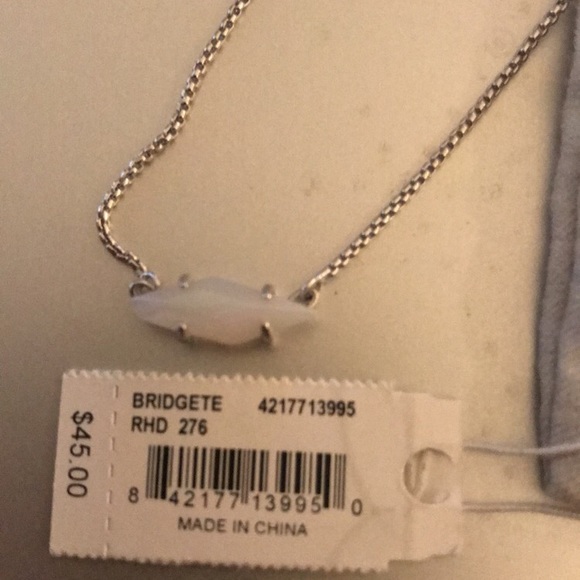 BRIDGETE 4217713995
RHD 276
$45.00
8 42177 13995 0
MADE IN CHINA